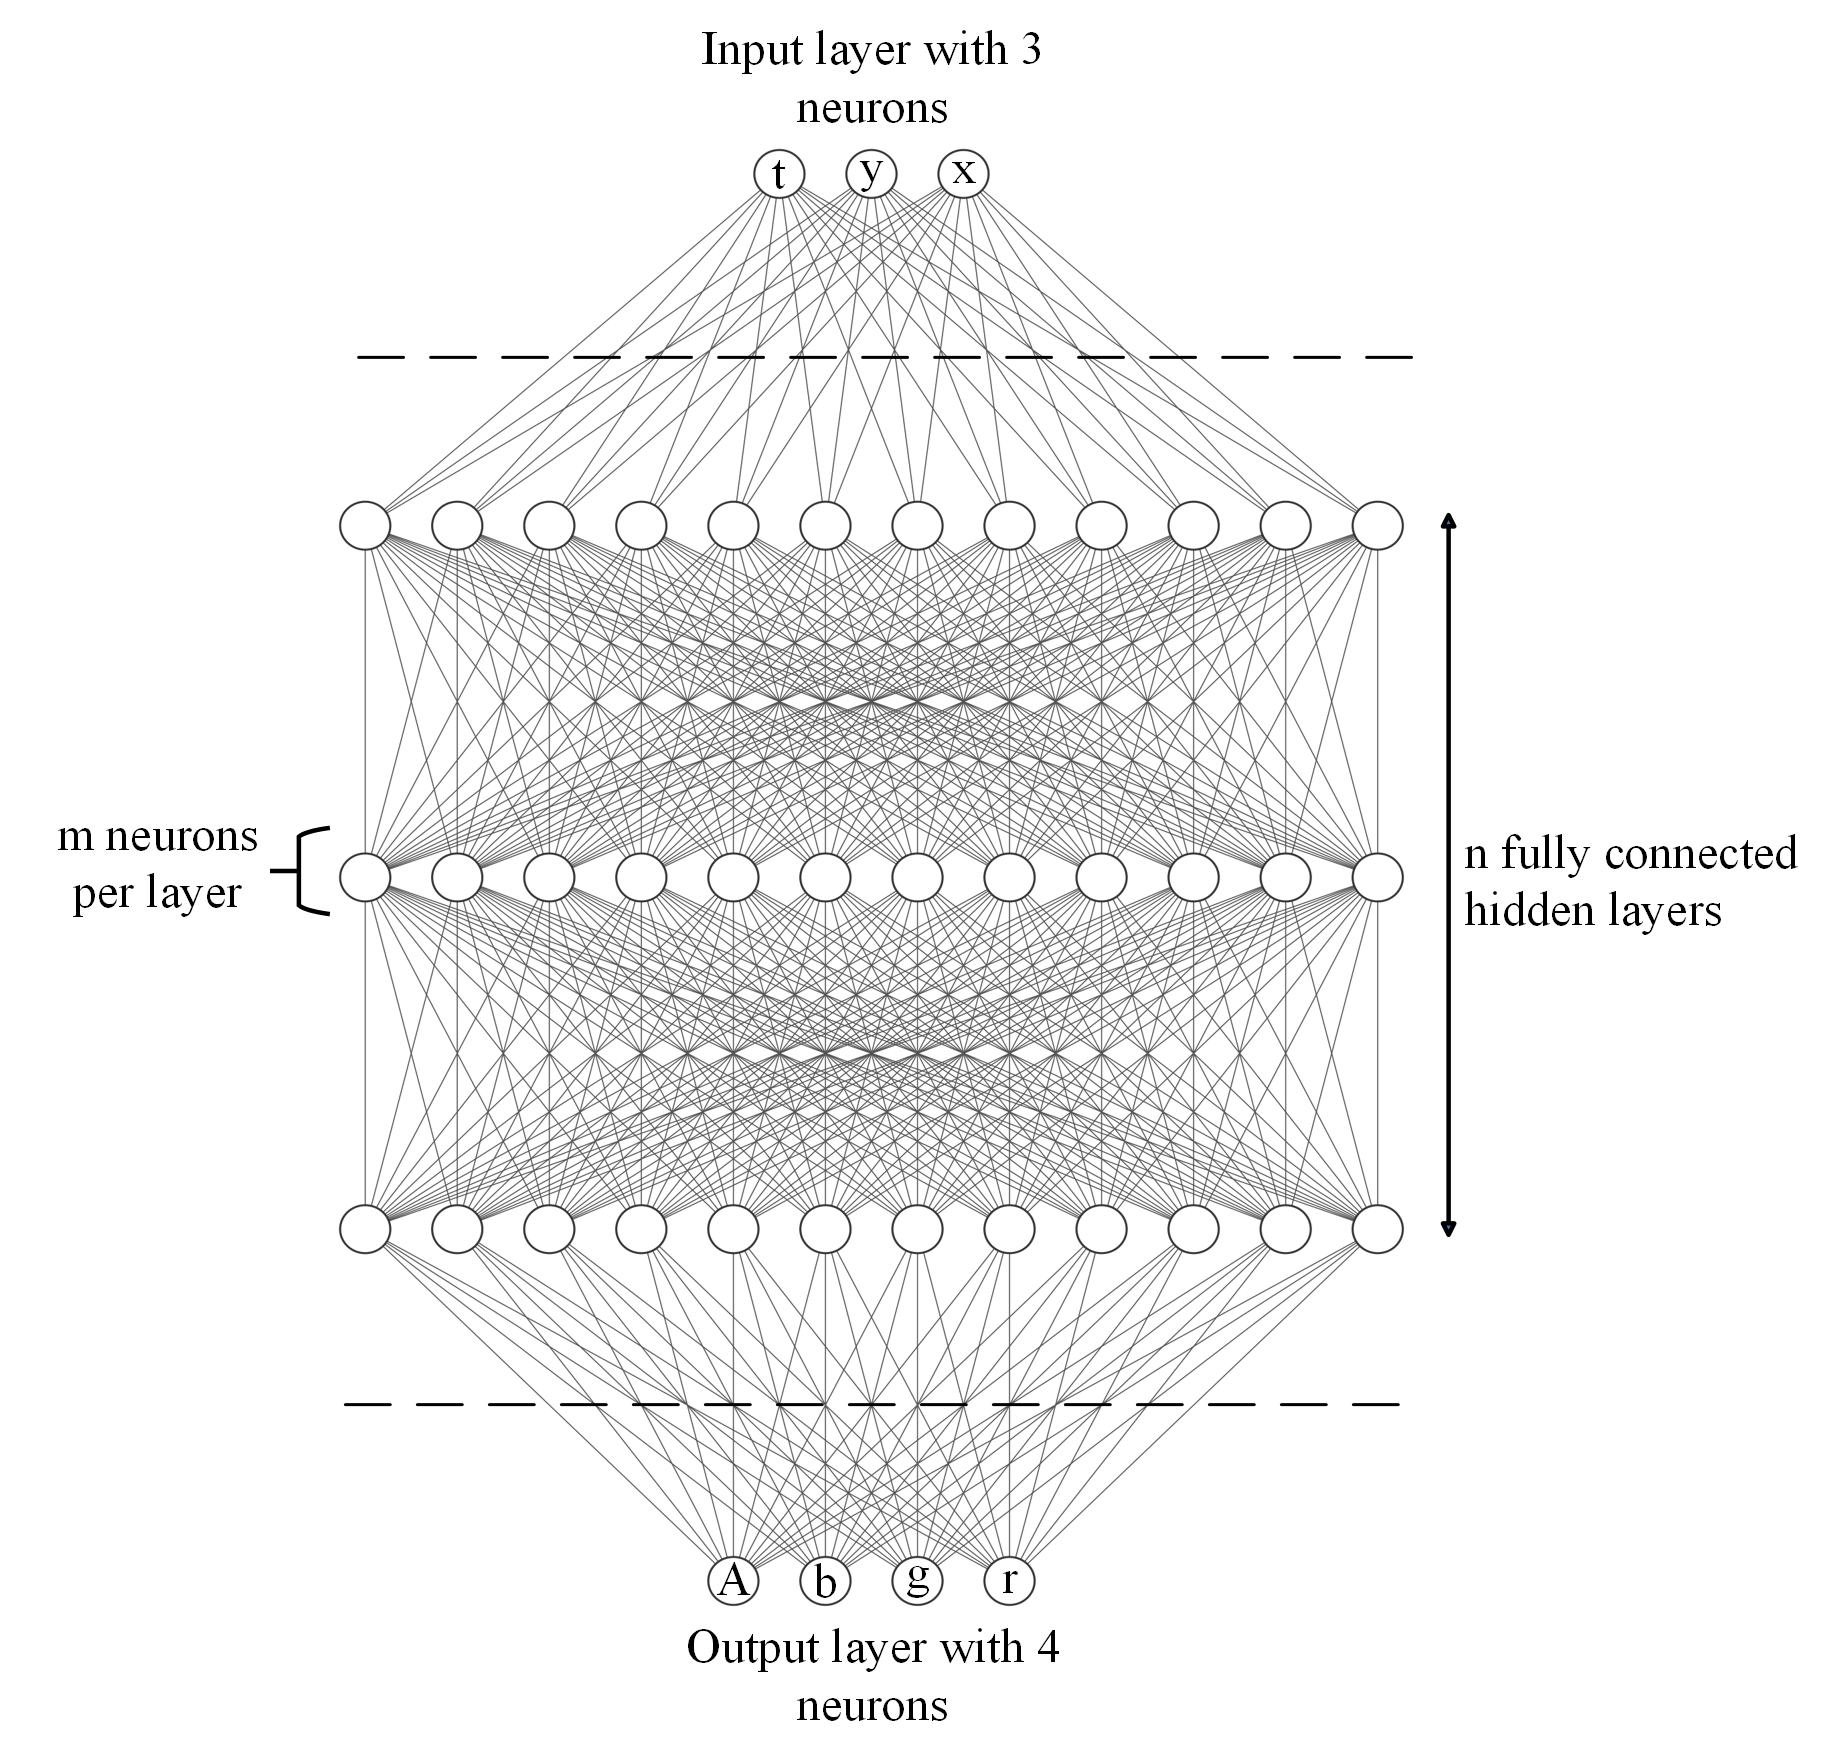 Input layer with 3
neurons
t y x
m neurons
per layer
n fully connected
hidden layers
A b g r
Output layer with 4
neurons